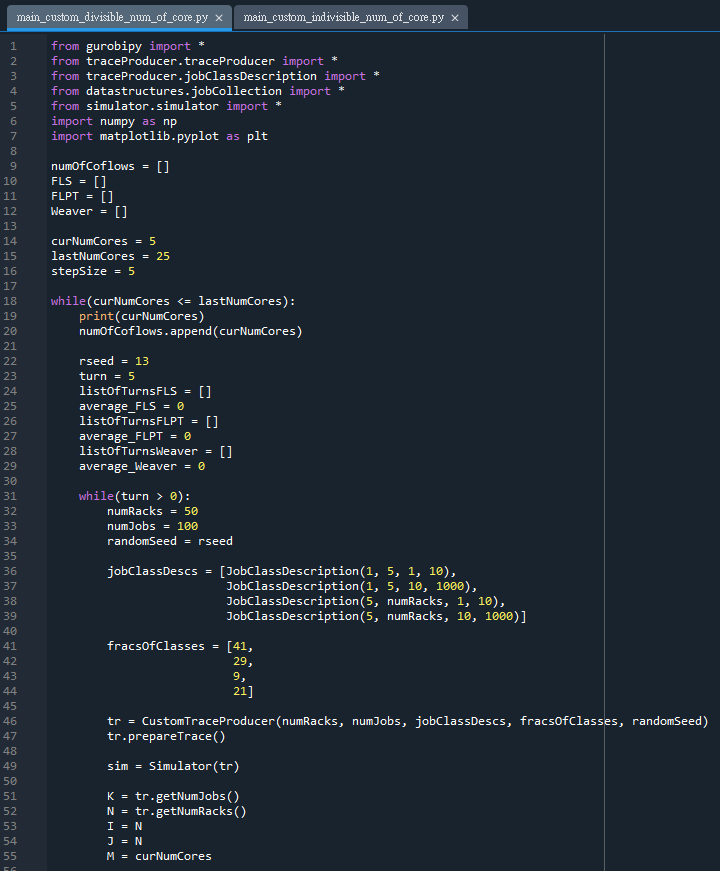 main_custom_divisible_num_of_core.py × main_custom_indivisible_num_of_core.py ×
1 from gurobipy import *
2 from traceProducer.traceProducer import *
3 from traceProducer.jobClassDescription import *
4 from datastructures.jobCollection import *
5 from simulator.simulator import *
6 import numpy as np
7 import matplotlib.pyplot as plt
8
9 numOfCoflows = []
10 FLS = []
11 FLPT = []
12 Weaver = []
13
14 curNumCores = 5
15 lastNumCores = 25
16 stepSize = 5
17
18 while(curNumCores <= lastNumCores):
19     print(curNumCores)
20     numOfCoflows.append(curNumCores)
21
22     rseed = 13
23     turn = 5
24     listOfTurnsFLS = []
25     average_FLS = 0
26     listOfTurnsFLPT = []
27     average_FLPT = 0
28     listOfTurnsWeaver = []
29     average_Weaver = 0
30
31     while(turn > 0):
32         numRacks = 50
33         numJobs = 100
34         randomSeed = rseed
35
36         jobClassDescs = [JobClassDescription(1, 5, 1, 10),
37                          JobClassDescription(1, 5, 10, 1000),
38                          JobClassDescription(5, numRacks, 1, 10),
39                          JobClassDescription(5, numRacks, 10, 1000)]
40
41         fracsOfClasses = [41,
42                           29,
43                           9,
44                           21]
45
46         tr = CustomTraceProducer(numRacks, numJobs, jobClassDescs, fracsOfClasses, randomSeed)
47         tr.prepareTrace()
48
49         sim = Simulator(tr)
50
51         K = tr.getNumJobs()
52         N = tr.getNumRacks()
53         I = N
54         J = N
55         M = curNumCores